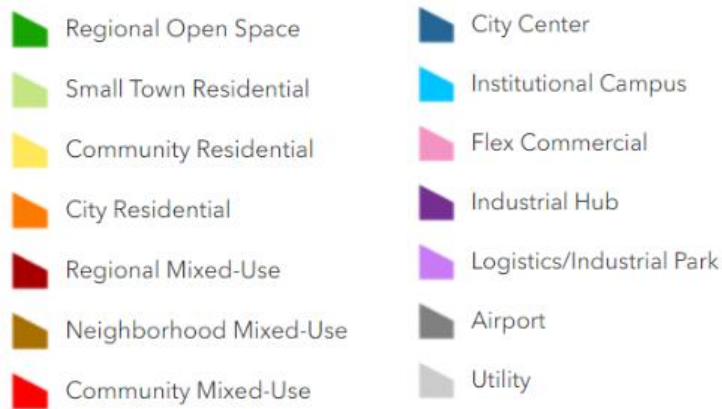 Regional Open Space
Small Town Residential
Community Residential
City Residential
Regional Mixed-Use
Neighborhood Mixed-Use
Community Mixed-Use
City Center
Institutional Campus
Flex Commercial
Industrial Hub
Logistics/Industrial Park
Airport
Utility